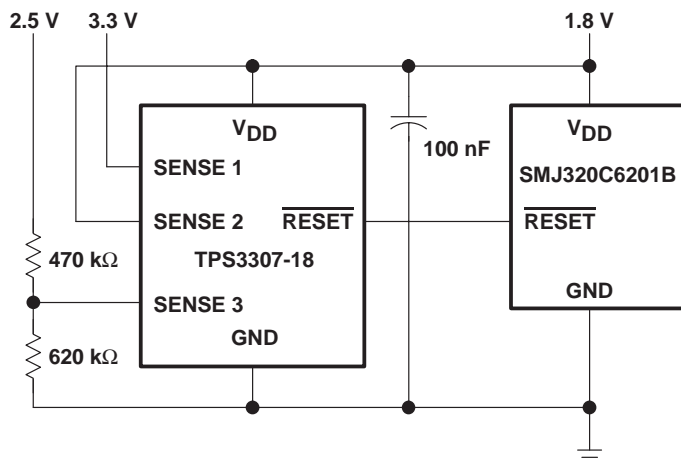 2.5 V 3.3 V 1.8 V
VDD VDD
100 nF
SENSE 1 SMJ320C6201B
SENSE 2 RESET RESET
470 kΩ TPS3307-18
SENSE 3 GND
GND
620 kΩ